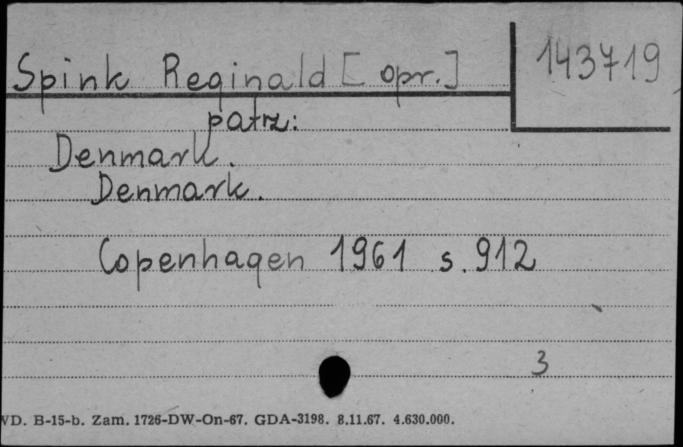 Spink Reginald [opr.] 143719
patrz:
Denmark.
Denmark.
Copenhagen 1961 s. 912
3
WD. B-15-b. Zam. 1726-DW-On-67. GDA-3198. 8.11.67. 4.630.000.